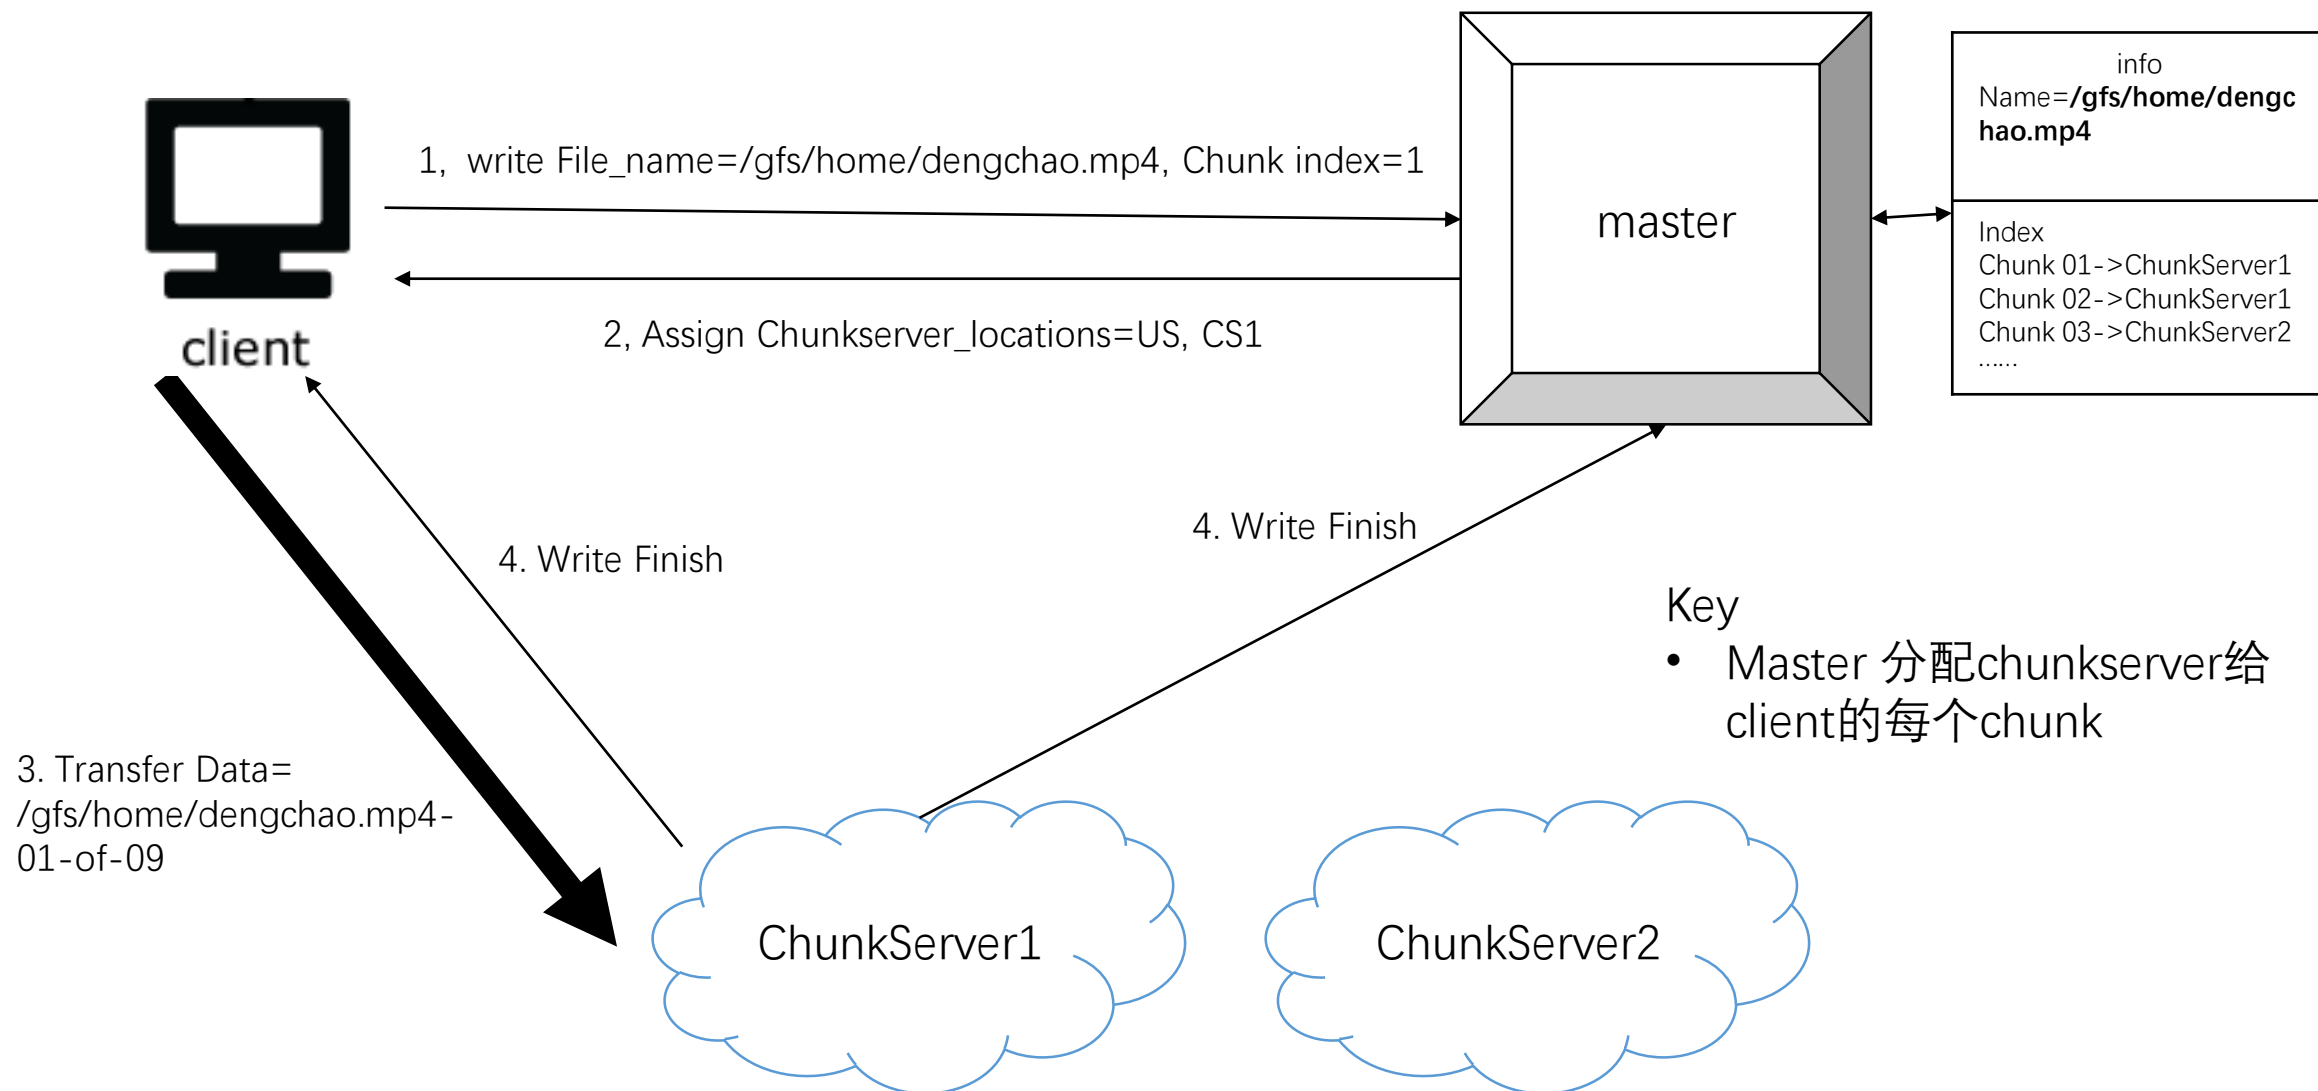 info
Name=/gfs/home/dengc
hao.mp4
1, write File_name=/gfs/home/dengchao.mp4, Chunk index=1
master
Index
Chunk 01->ChunkServer1
Chunk 02->ChunkServer1
Chunk 03->ChunkServer2
......
2, Assign Chunkserver_locations=US, CS1
client
4. Write Finish
4. Write Finish
Key
• Master 分配chunkserver给
client的每个chunk
3. Transfer Data=
/gfs/home/dengchao.mp4-
01-of-09
ChunkServer1
ChunkServer2